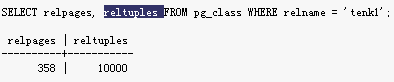 SELECT relpages, reltuples FROM pg_class WHERE relname = 'tenk1';
relpages | reltuples
----------+-----------
358 | 10000